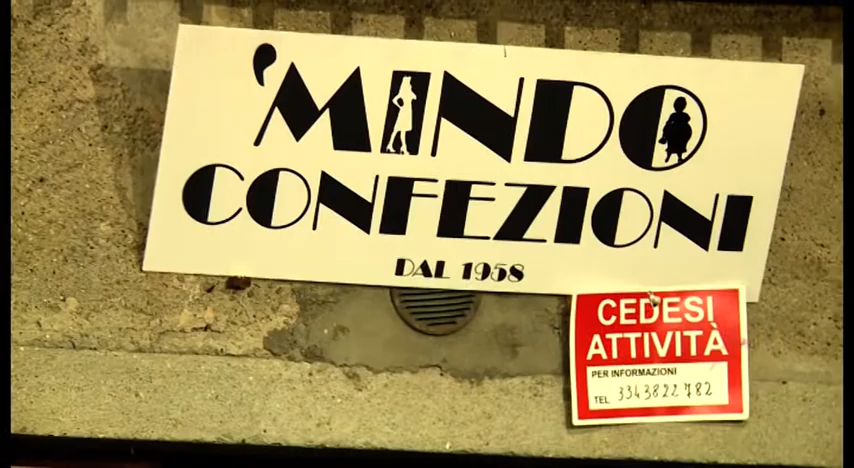 'MINDO
CONFEZIONI
DAL 1958
CEDESI
ATTIVITÀ
PER INFORMAZIONI
TEL 3343822782